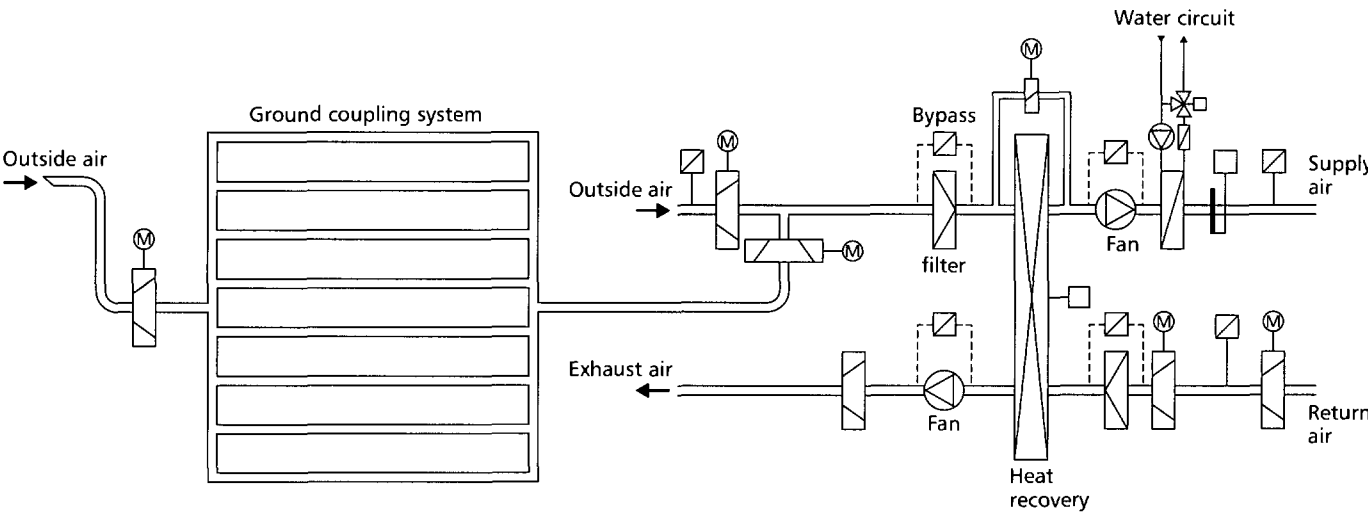 Water circuit
M
Ground coupling system
Bypass
M
Outside air
Outside air
Supply
air
M
M
Fan
filter
M
M
Exhaust air
Fan
Return
air
Heat
recovery